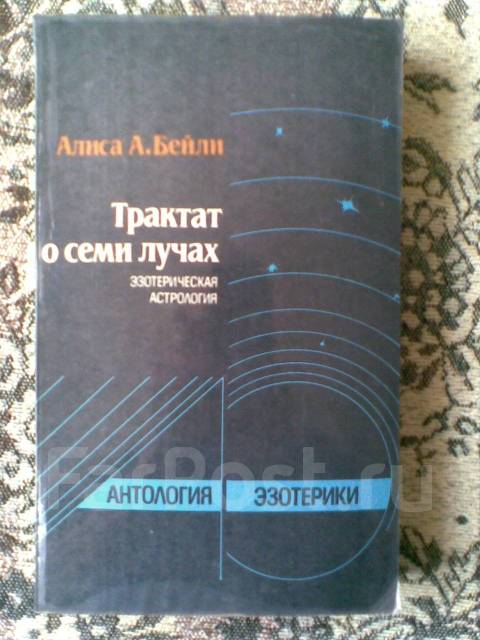 Алиса А.Бейли
Трактат
о семи лучах
ЭЗОТЕРИЧЕСКАЯ
АСТРОЛОГИЯ
FarPost.ru
АНТОЛОГИЯ ЭЗОТЕРИКИ